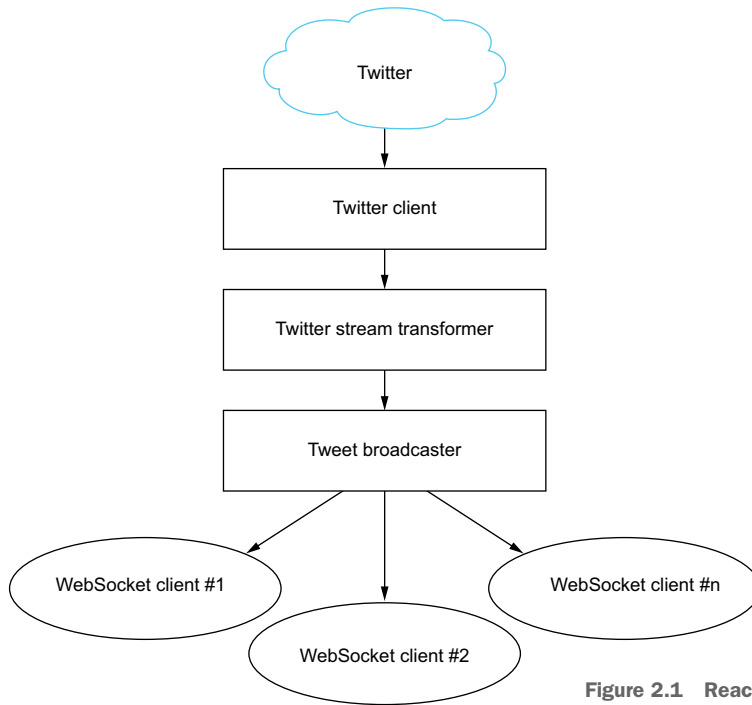 Twitter
Twitter client
Twitter stream transformer
Tweet broadcaster
WebSocket client #1
WebSocket client #n
WebSocket client #2
Figure 2.1 Reac